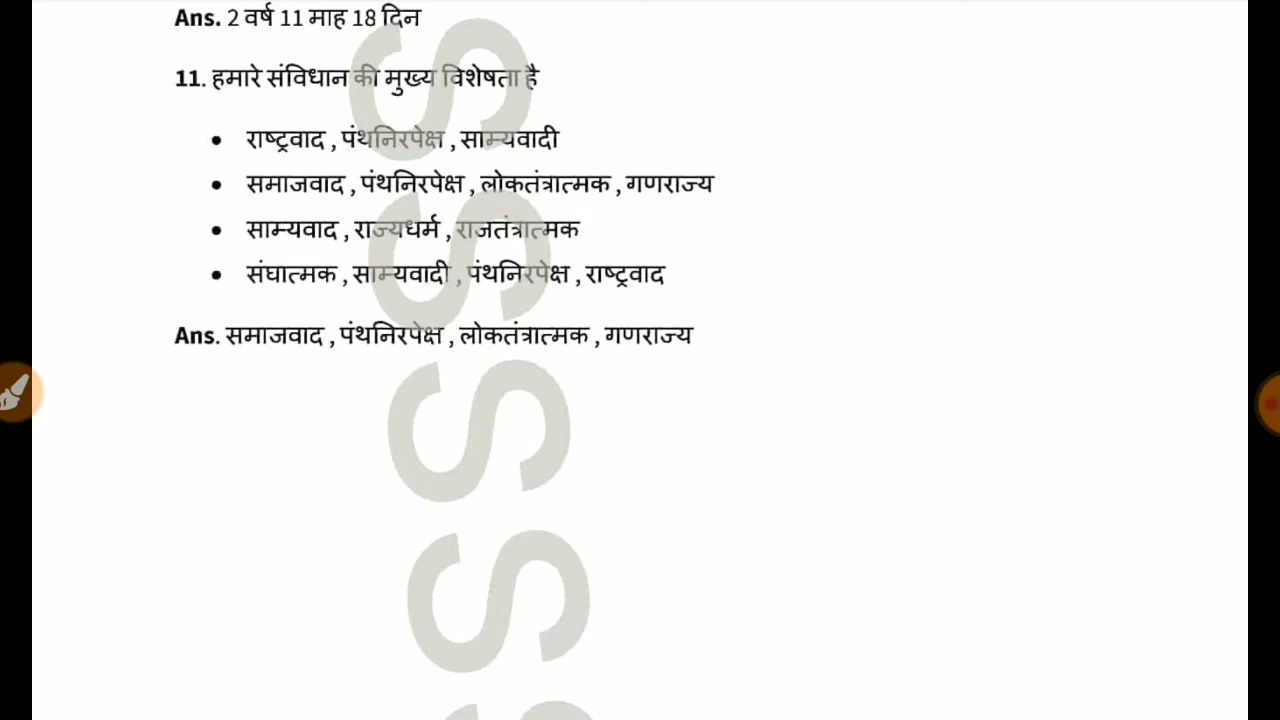 Ans. 2 वर्ष 11 माह 18 दिन
11. हमारे संविधान की मुख्य विशेषता है
• राष्ट्रवाद , पंथनिरपेक्ष , साम्यवादी
• समाजवाद , पंथनिरपेक्ष , लोकतंत्रात्मक , गणराज्य
• साम्यवाद , राज्यधर्म , राजतंत्रात्मक
• संघात्मक , साम्यवादी , पंथनिरपेक्ष , राष्ट्रवाद
Ans. समाजवाद , पंथनिरपेक्ष , लोकतंत्रात्मक , गणराज्य
S S S S